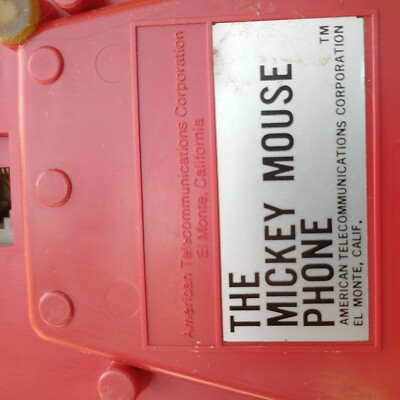 American Telecommunications Corporation
El Monte, California
THE
MICKEY MOUSE ™
PHONE
AMERICAN TELECOMMUNICATIONS CORPORATION
EL MONTE, CALIF.